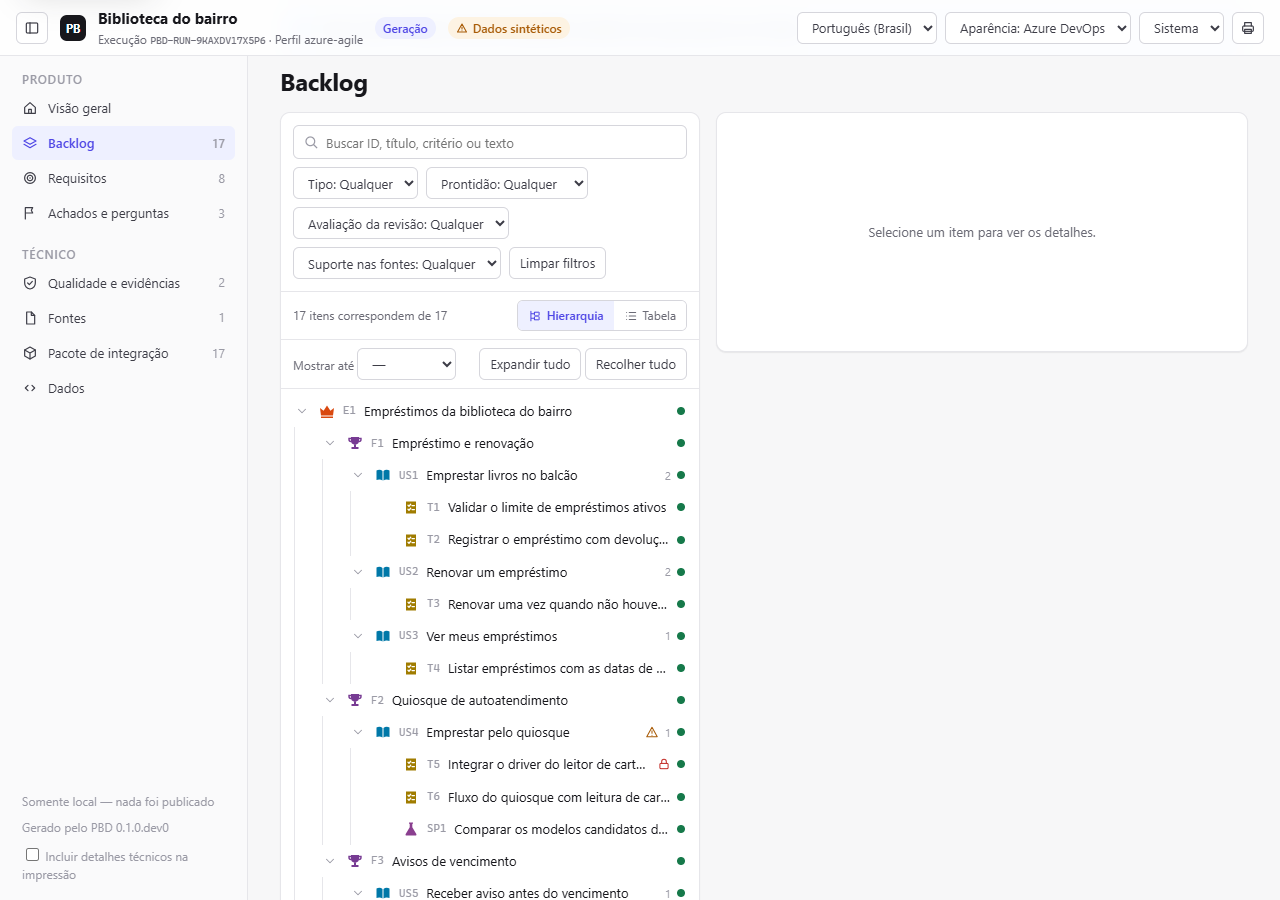 PB
Biblioteca do bairro
Execução PBD-RUN-9KAXDV17X5P6 · Perfil azure-agile
Geração
Dados sintéticos
Português (Brasil)
Aparência: Azure DevOps
Sistema
PRODUTO
Visão geral
Backlog 17
Requisitos 8
Achados e perguntas 3
TÉCNICO
Qualidade e evidências 2
Fontes 1
Pacote de integração 17
Dados
Somente local — nada foi publicado
Gerado pelo PBD 0.1.0.dev0
Incluir detalhes técnicos na
impressão
Backlog
Buscar ID, título, critério ou texto
Tipo: Qualquer
Prontidão: Qualquer
Avaliação da revisão: Qualquer
Suporte nas fontes: Qualquer
Limpar filtros
17 itens correspondem de 17
Hierarquia
Tabela
Mostrar até —
Expandir tudo
Recolher tudo
E1 Empréstimos da biblioteca do bairro
F1 Empréstimo e renovação
US1 Emprestar livros no balcão 2
T1 Validar o limite de empréstimos ativos
T2 Registrar o empréstimo com devoluç...
US2 Renovar um empréstimo 2
T3 Renovar uma vez quando não houve...
US3 Ver meus empréstimos 1
T4 Listar empréstimos com as datas de ...
F2 Quiosque de autoatendimento
US4 Emprestar pelo quiosque 1
T5 Integrar o driver do leitor de cart...
T6 Fluxo do quiosque com leitura de car...
SP1 Comparar os modelos candidatos d...
F3 Avisos de vencimento
US5 Receber aviso antes do vencimento 1
Selecione um item para ver os detalhes.